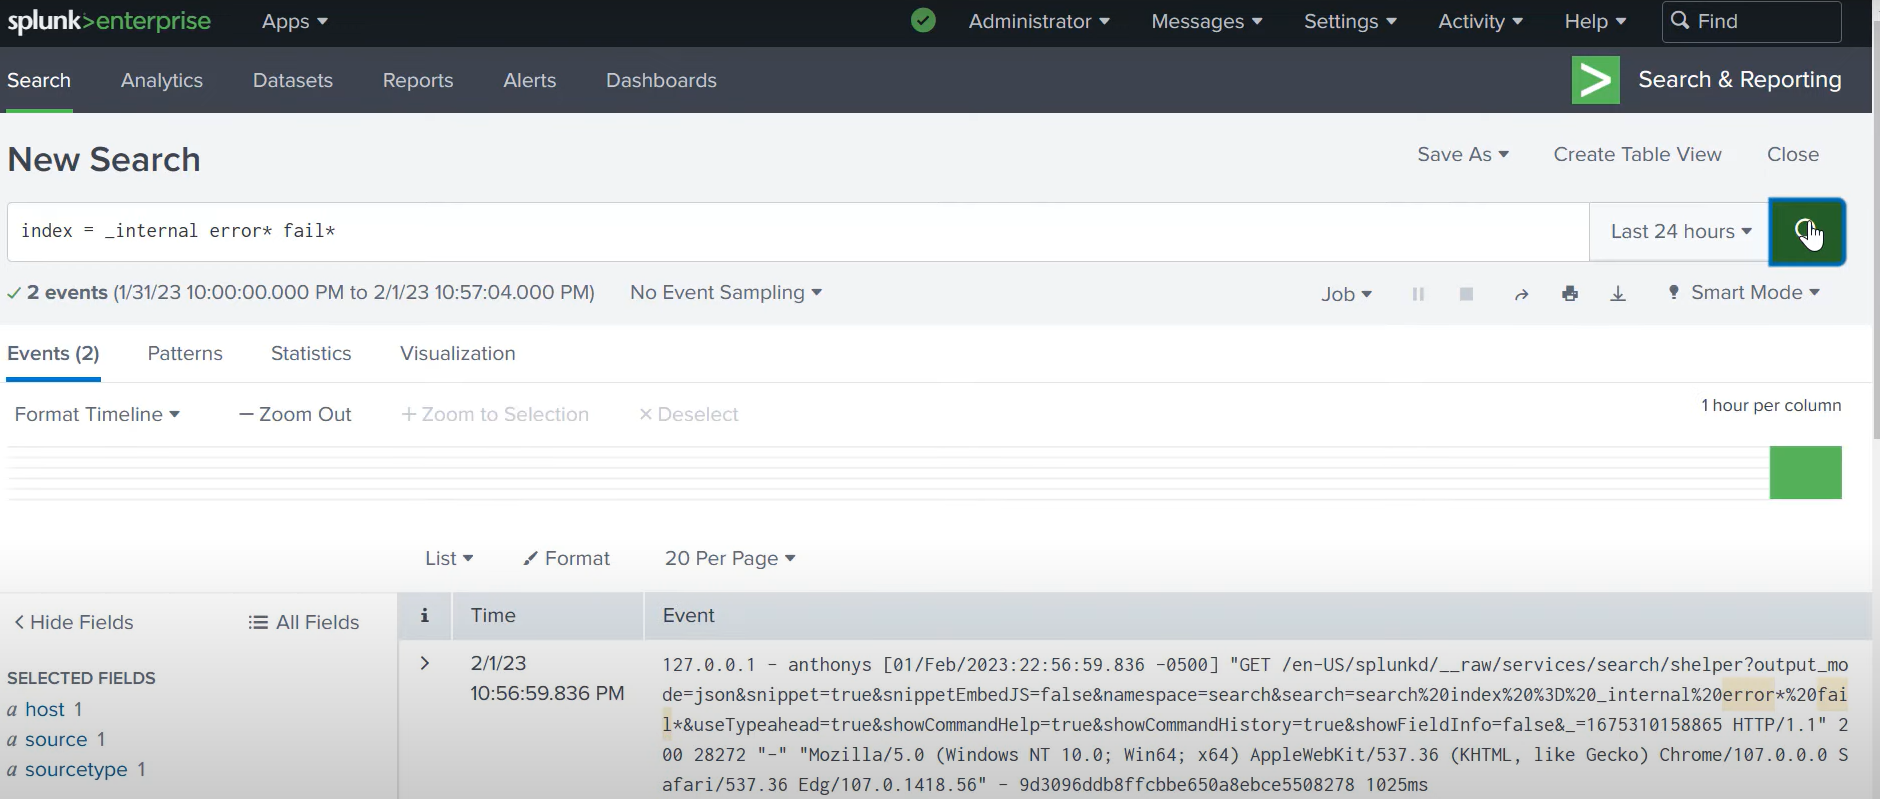 splunk>enterprise Apps Administrator Messages Settings Activity Help Find
Search Analytics Datasets Reports Alerts Dashboards Search & Reporting
New Search Save As Create Table View Close
index = _internal error* fail* Last 24 hours
2 events (1/31/23 10:00:00.000 PM to 2/1/23 10:57:04.000 PM) No Event Sampling Job Smart Mode
Events (2) Patterns Statistics Visualization
Format Timeline — Zoom Out + Zoom to Selection × Deselect 1 hour per column
List Format 20 Per Page
< Hide Fields All Fields i Time Event
SELECTED FIELDS
a host 1
a source 1
a sourcetype 1
> 2/1/23
10:56:59.836 PM
127.0.0.1 - anthonys [01/Feb/2023:22:56:59.836 -0500] "GET /en-US/splunkd/__raw/services/search/shelper?output_mo
de=json&snippet=true&snippetEmbedJS=false&namespace=search&search=search%20index%20%3D%20_internal%20error*%20fai
l*&useTypeahead=true&showCommandHelp=true&showCommandHistory=true&showFieldInfo=false&_=1675310158865 HTTP/1.1" 2
00 28272 "-" "Mozilla/5.0 (Windows NT 10.0; Win64; x64) AppleWebKit/537.36 (KHTML, like Gecko) Chrome/107.0.0.0 S
afari/537.36 Edg/107.0.1418.56" - 9d3096ddb8ffcbbe650a8ebce5508278 1025ms